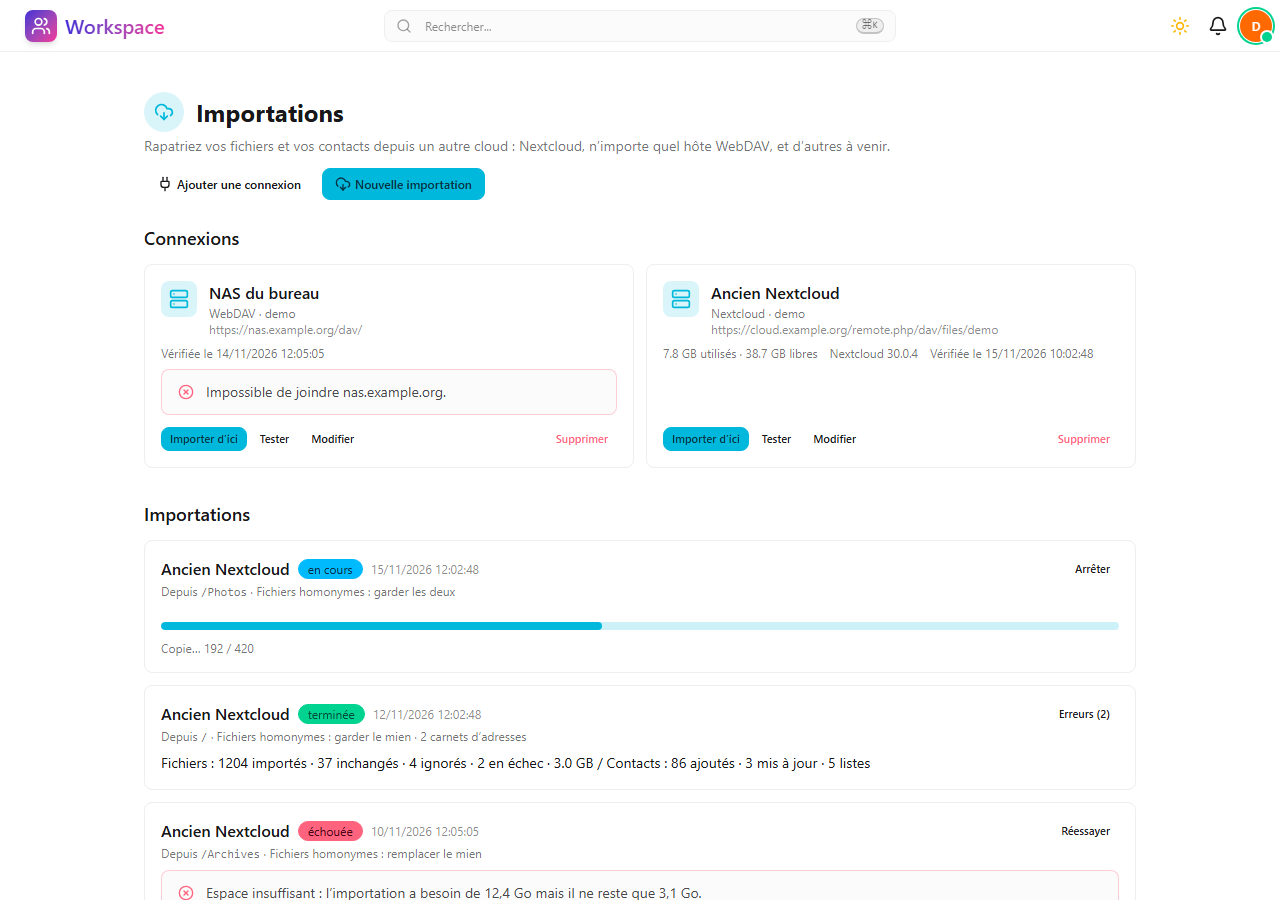 Workspace
Rechercher...
⌘K
D
Importations
Rapatriez vos fichiers et vos contacts depuis un autre cloud : Nextcloud, n’importe quel hôte WebDAV, et d’autres à venir.
Ajouter une connexion
Nouvelle importation
Connexions
NAS du bureau
WebDAV · demo
https://nas.example.org/dav/
Vérifiée le 14/11/2026 12:05:05
Impossible de joindre nas.example.org.
Importer d’ici Tester Modifier Supprimer
Ancien Nextcloud
Nextcloud · demo
https://cloud.example.org/remote.php/dav/files/demo
7.8 GB utilisés · 38.7 GB libres Nextcloud 30.0.4 Vérifiée le 15/11/2026 10:02:48
Importer d’ici Tester Modifier Supprimer
Importations
Ancien Nextcloud en cours 15/11/2026 12:02:48 Arrêter
Depuis /Photos · Fichiers homonymes : garder les deux
Copie... 192 / 420
Ancien Nextcloud terminée 12/11/2026 12:02:48 Erreurs (2)
Depuis / · Fichiers homonymes : garder le mien · 2 carnets d’adresses
Fichiers : 1204 importés · 37 inchangés · 4 ignorés · 2 en échec · 3.0 GB / Contacts : 86 ajoutés · 3 mis à jour · 5 listes
Ancien Nextcloud échouée 10/11/2026 12:05:05 Réessayer
Depuis /Archives · Fichiers homonymes : remplacer le mien
Espace insuffisant : l’importation a besoin de 12,4 Go mais il ne reste que 3,1 Go.